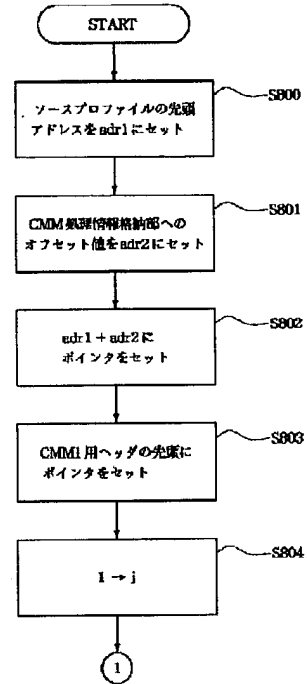 START
ソースプロファイルの先頭
アドレスをadr1にセット
S800
CMM処理情報格納部への
オフセット値をadr2にセット
S801
adr1+adr2に
ポインタをセット
S802
CMM1用ヘッダの先頭に
ポインタをセット
S803
1→j
S804
1